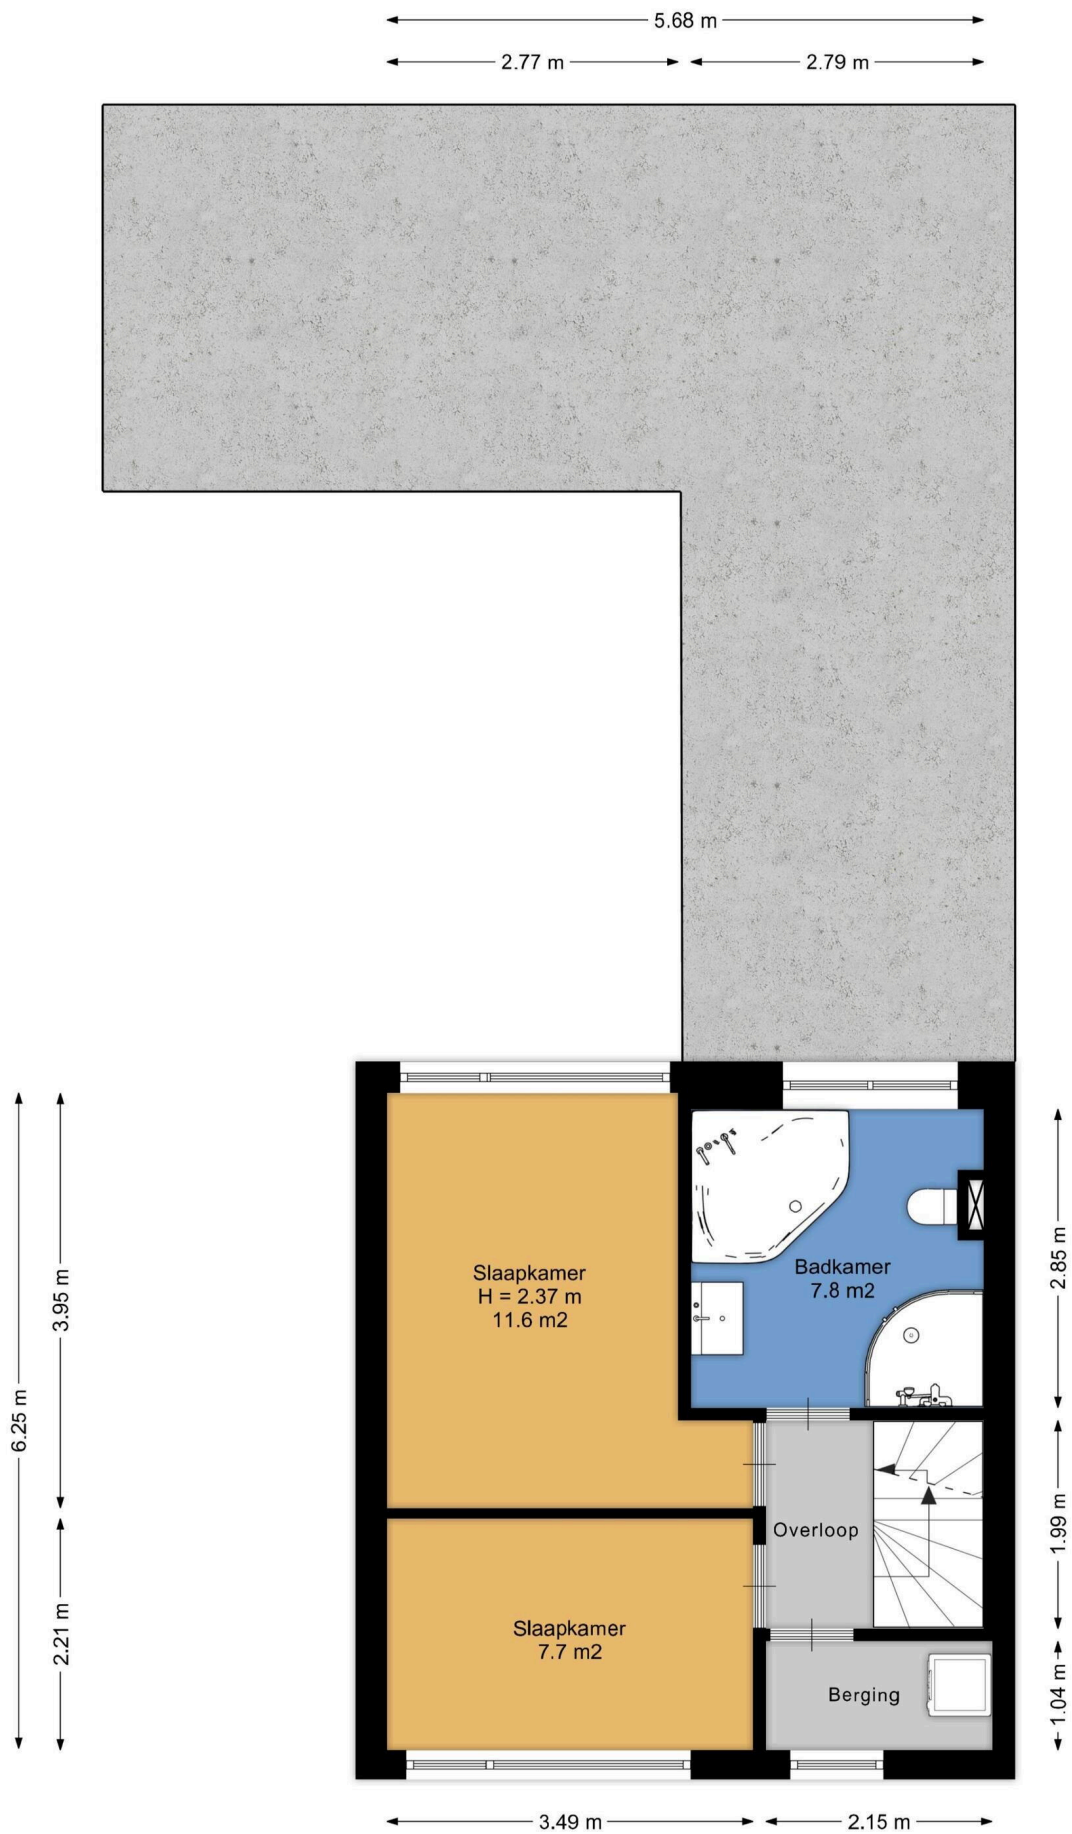 5.68 m
2.77 m
2.79 m
Slaapkamer
H = 2.37 m
11.6 m2
Badkamer
7.8 m2
Overloop
Slaapkamer
7.7 m2
Berging
6.25 m
3.95 m
2.21 m
2.85 m
1.99 m
1.04 m
3.49 m
2.15 m